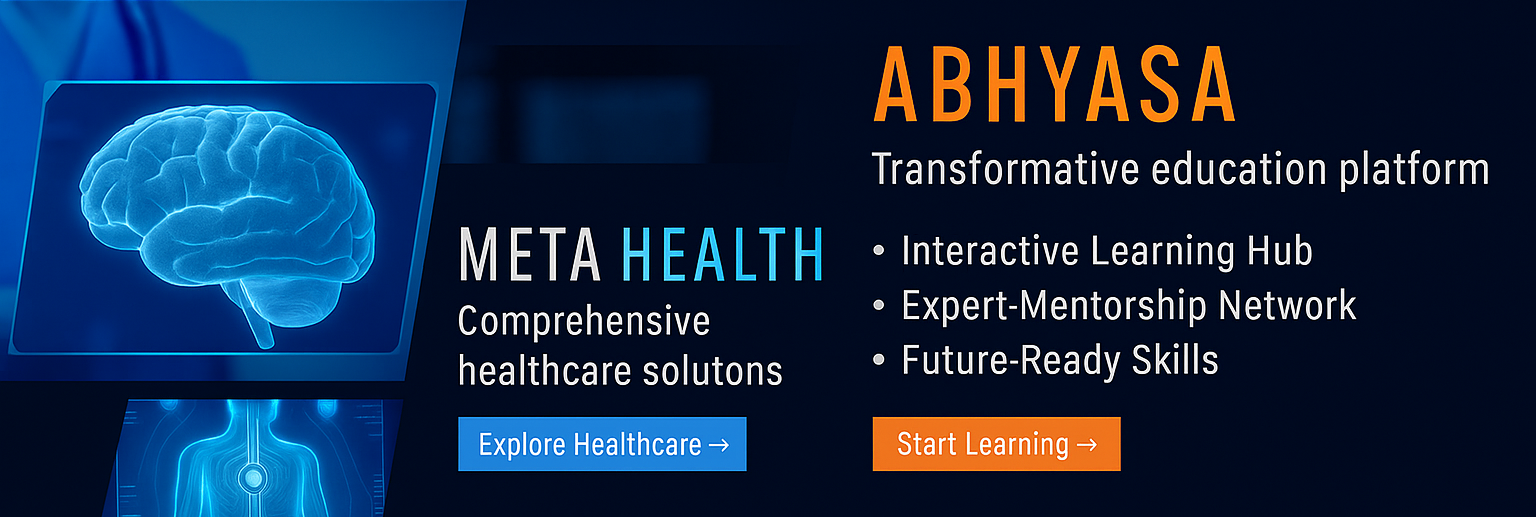 META HEALTH
Comprehensive
healthcare solutons
Explore Healthcare →
ABHYASA
Transformative education platform
• Interactive Learning Hub
• Expert-Mentorship Network
• Future-Ready Skills
Start Learning →